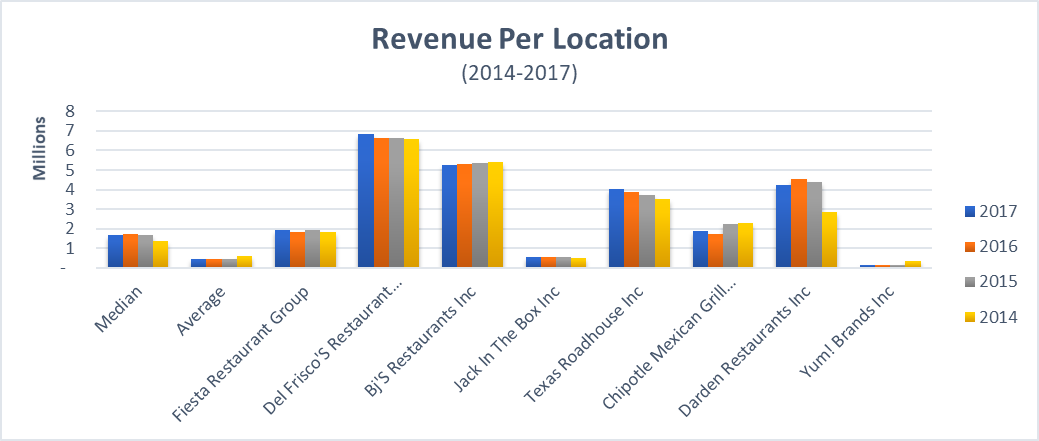 Revenue Per Location
(2014-2017)
Millions
8
7
6
5
4
3
2
1
-
Median
Average
Fiesta Restaurant Group
Del Frisco'S Restaurant...
Bj'S Restaurants Inc
Jack In The Box Inc
Texas Roadhouse Inc
Chipotle Mexican Grill...
Darden Restaurants Inc
Yum! Brands Inc
2017
2016
2015
2014